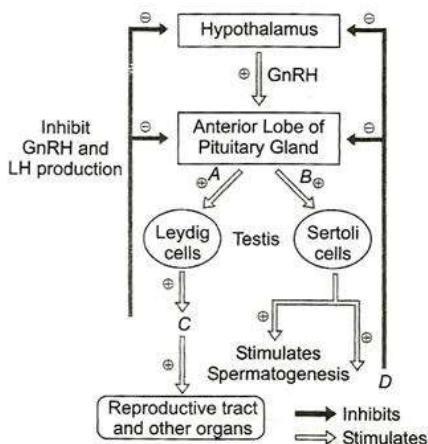 ⊖
⊖
Hypothalamus
⊕
GnRH
Inhibit
GnRH and
LH production
⊖
⊖
Anterior Lobe of
Pituitary Gland
⊕
A
B
⊕
Leydig
cells
Testis
Sertoli
cells
⊕
C
⊕
⊕
Stimulates
Spermatogenesis
D
⊕
Reproductive tract
and other organs
Inhibits
Stimulates